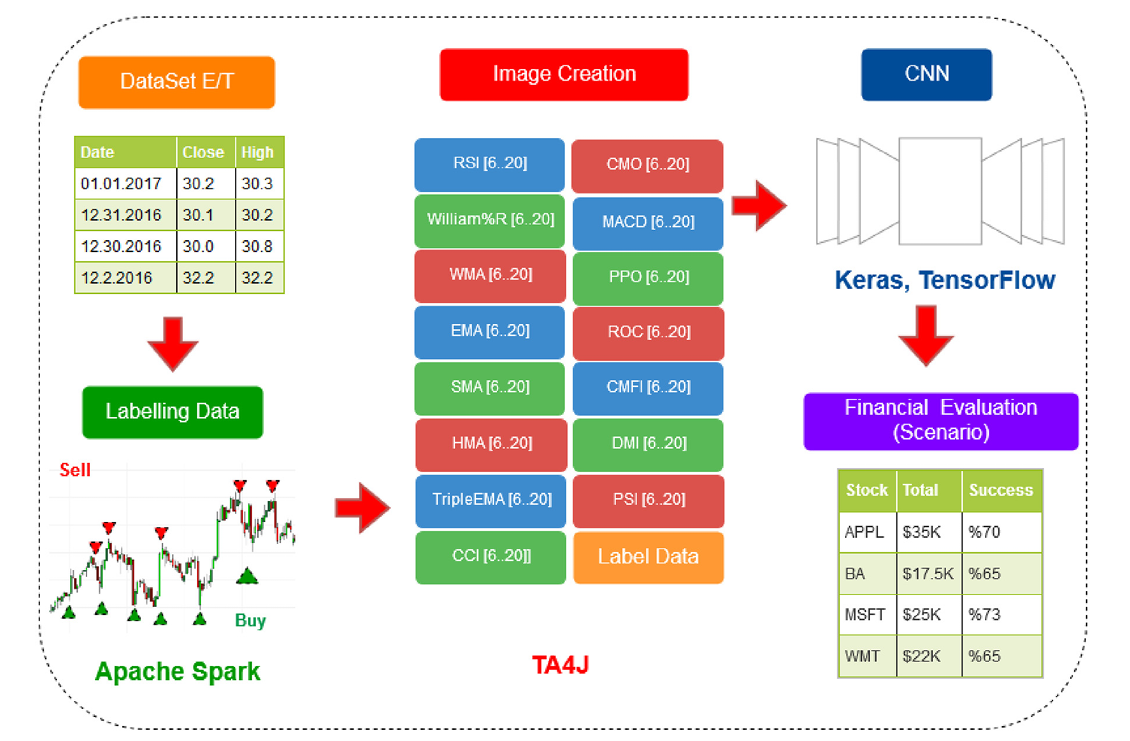 DataSet E/T
Date Close High
01.01.2017 30.2 30.3
12.31.2016 30.1 30.2
12.30.2016 30.0 30.8
12.2.2016 32.2 32.2
Labelling Data
Sell
Buy
Apache Spark
Image Creation
RSI [6..20] CMO [6..20]
William%R [6..20] MACD [6..20]
WMA [6..20] PPO [6..20]
EMA [6..20] ROC [6..20]
SMA [6..20] CMFI [6..20]
HMA [6..20] DMI [6..20]
TripleEMA [6..20] PSI [6..20]
CCI [6..20]] Label Data
TA4J
CNN
Keras, TensorFlow
Financial Evaluation
(Scenario)
Stock Total Success
APPL $35K %70
BA $17.5K %65
MSFT $25K %73
WMT $22K %65